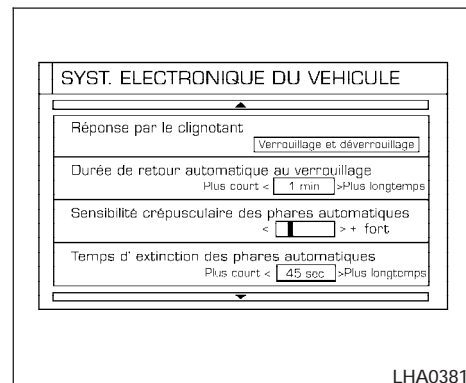 SYST. ELECTRONIQUE DU VEHICULE
Réponse par le clignotant
Verrouillage et déverrouillage
Durée de retour automatique au verrouillage
Plus court < 1 min >Plus longtemps
Sensibilité crépusculaire des phares automatiques
< > + fort
Temps d' extinction des phares automatiques
Plus court < 45 sec >Plus longtemps
LHA0381